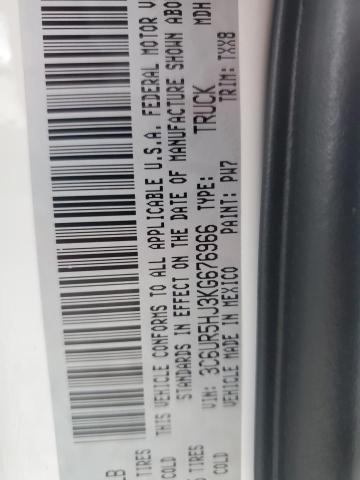 LB
TIRES
COLD
THIS VEHICLE CONFORMS TO ALL APPLICABLE U.S.A. FEDERAL MOTOR V
STANDARDS IN EFFECT ON THE DATE OF MANUFACTURE SHOWN ABO
VIN: 3C6UR5HJ3KG676966 TYPE: TRUCK MDH
VEHICLE MADE IN MEXICO PAINT: PW7 TRIM: TXX8
TIRES
COLD